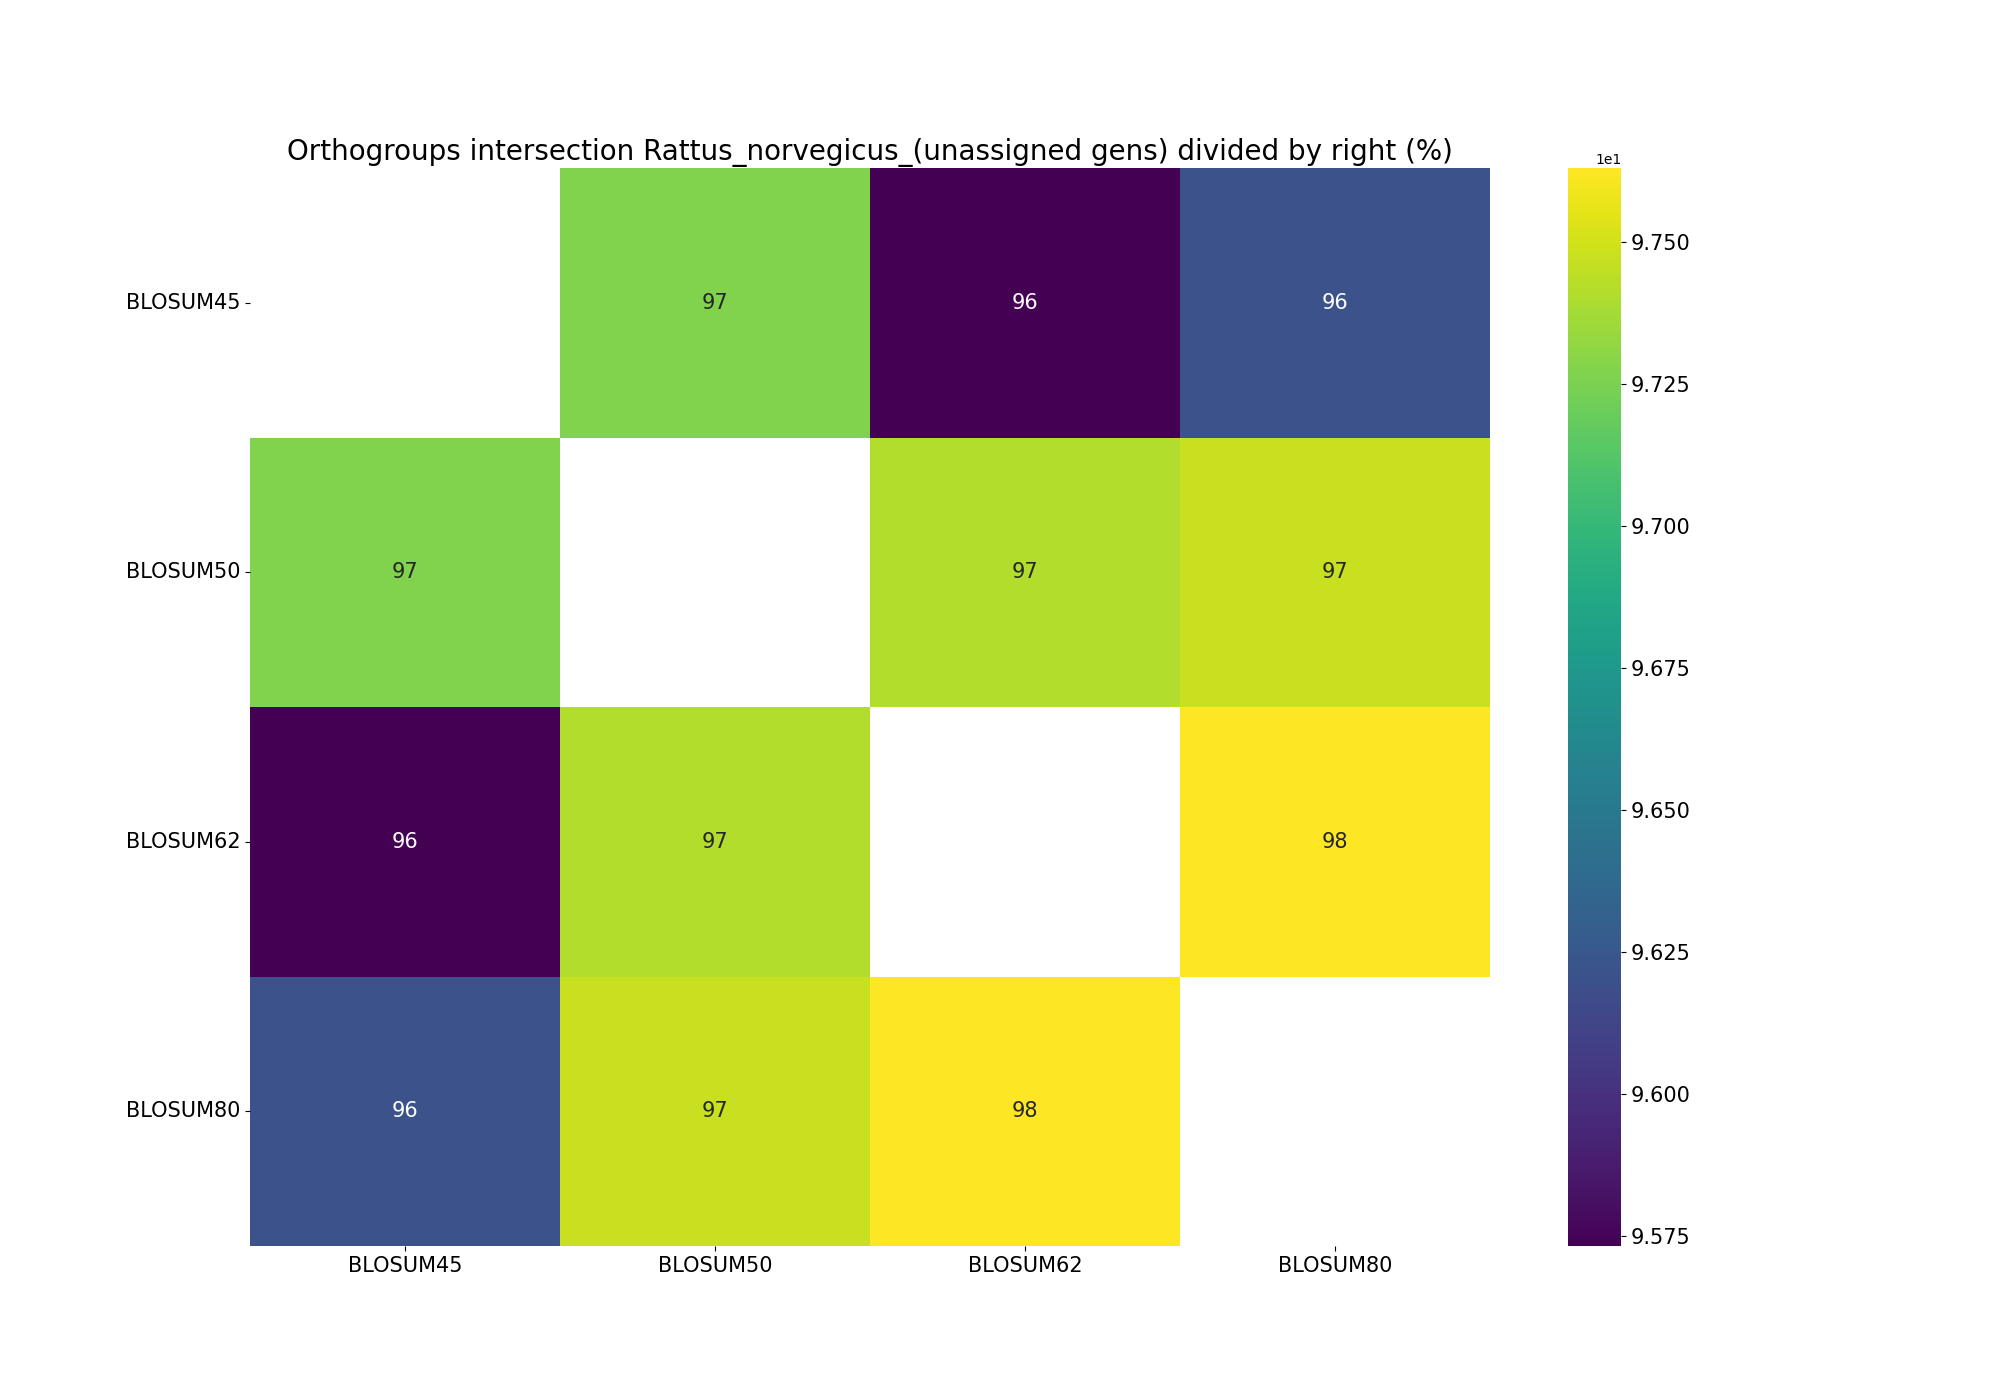 Orthogroups intersection Rattus_norvegicus_(unassigned gens) divided by right (%)
1e1
BLOSUM45
97
96
96
BLOSUM50
97
97
97
BLOSUM62
96
97
98
BLOSUM80
96
97
98
BLOSUM45
BLOSUM50
BLOSUM62
BLOSUM80
9.750
9.725
9.700
9.675
9.650
9.625
9.600
9.575